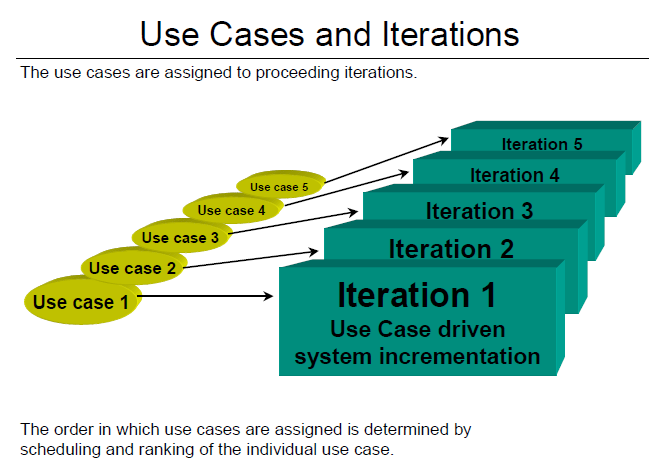 Use Cases and Iterations
The use cases are assigned to proceeding iterations.
Iteration 5
Iteration 4
Use case 5
Iteration 3
Use case 4
Use case 3
Iteration 2
Use case 2
Iteration 1
Use case 1
Use Case driven
system incrementation
The order in which use cases are assigned is determined by
scheduling and ranking of the individual use case.